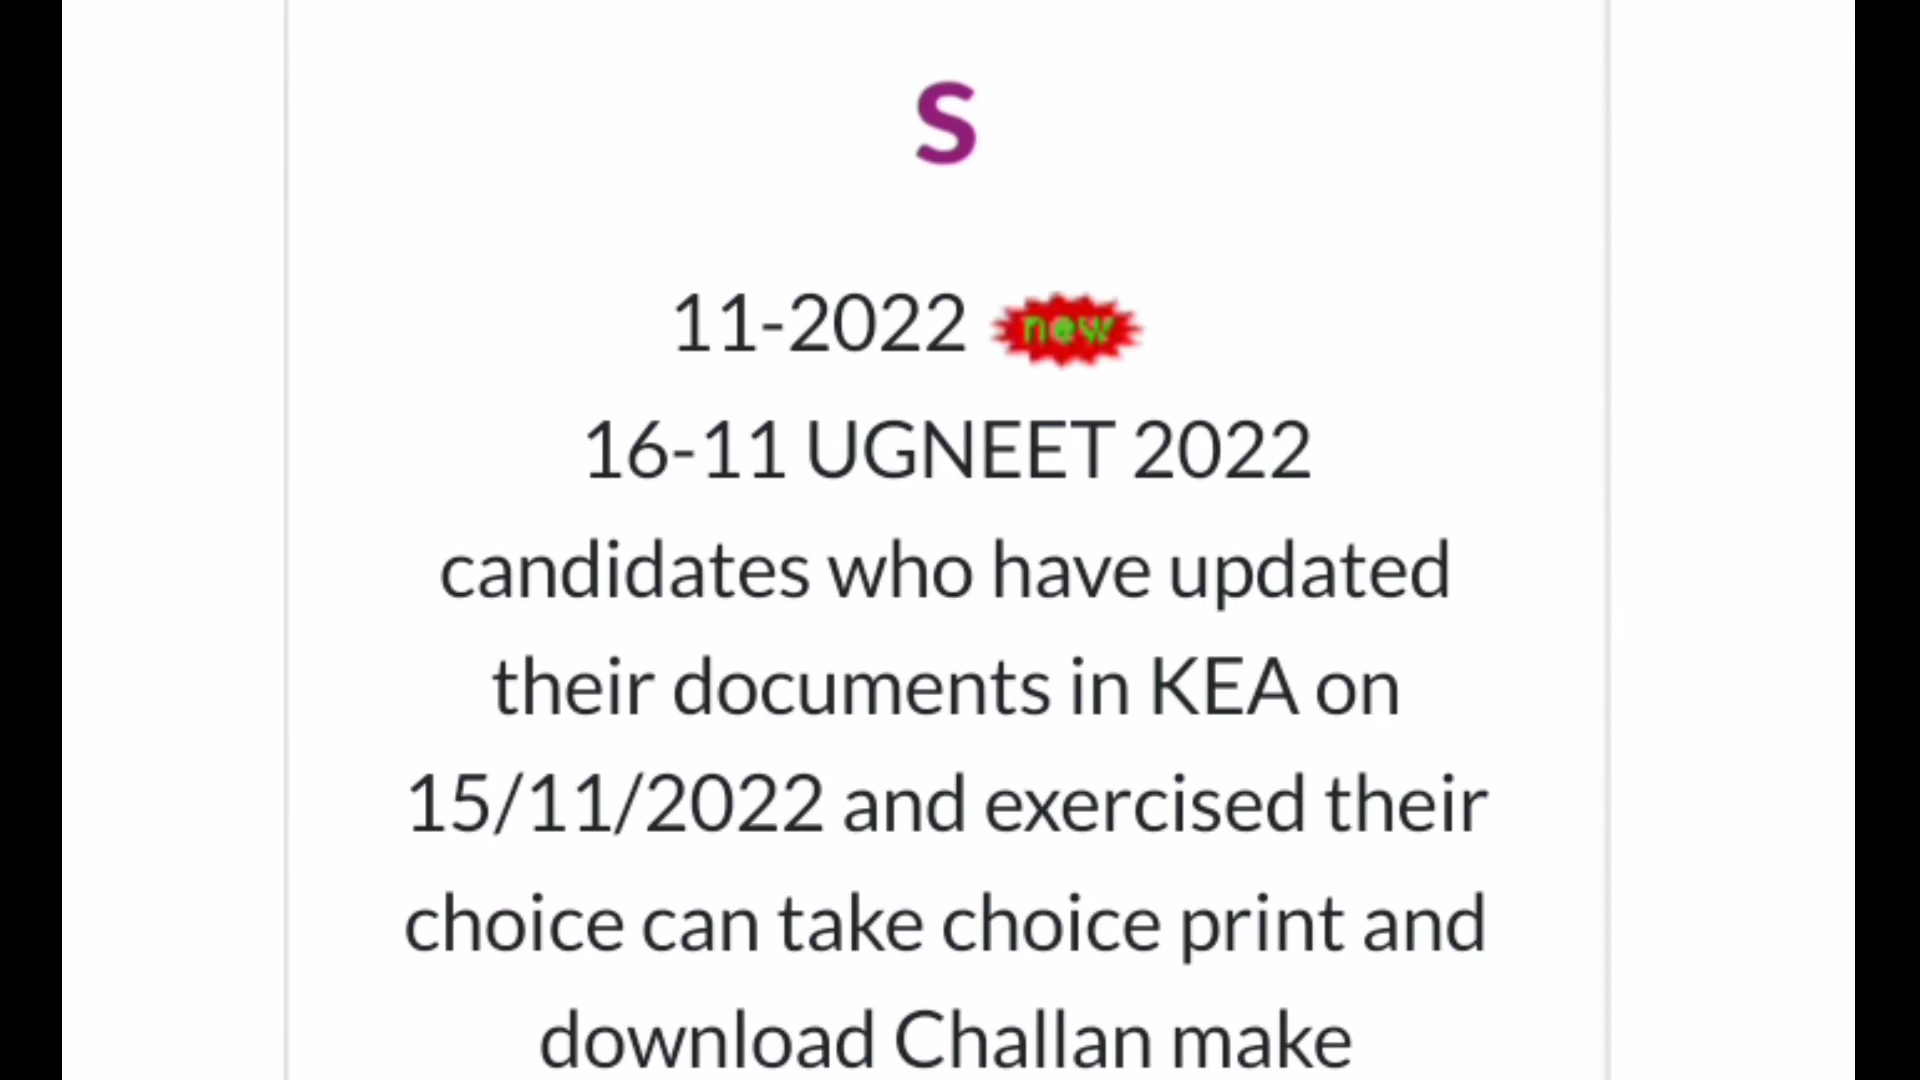 S
11-2022 new
16-11 UGNEET 2022
candidates who have updated
their documents in KEA on
15/11/2022 and exercised their
choice can take choice print and
download Challan make